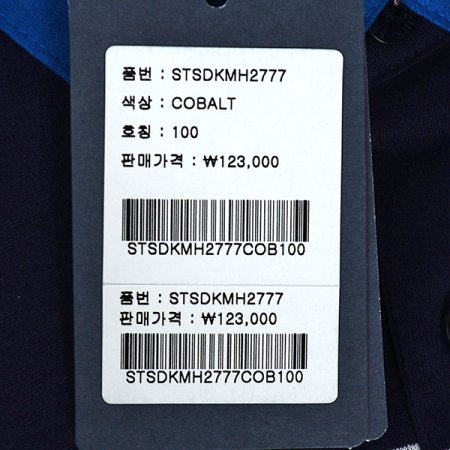 품번 : STSDKMH2777
색상 : COBALT
호칭 : 100
판매가격 : ₩123,000
STSDKMH2777COB100
품번 : STSDKMH2777
판매가격 : ₩123,000
STSDKMH2777COB100